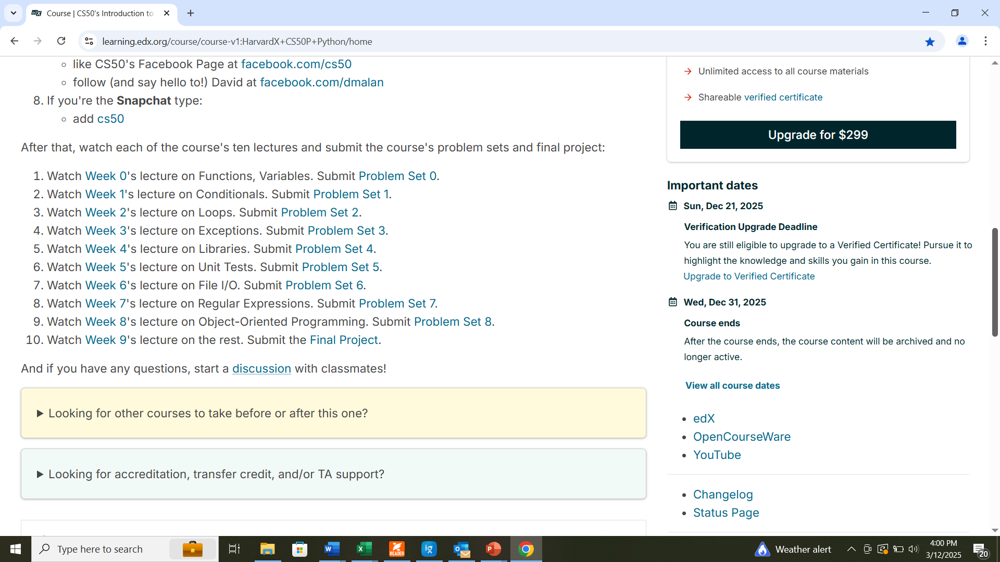 Course | CS50's Introduction to
learning.edx.org/course/course-v1:HarvardX+CS50P+Python/home
like CS50's Facebook Page at facebook.com/cs50
follow (and say hello to!) David at facebook.com/dmalan
8. If you're the Snapchat type:
add cs50
After that, watch each of the course's ten lectures and submit the course's problem sets and final project:
1. Watch Week 0's lecture on Functions, Variables. Submit Problem Set 0.
2. Watch Week 1's lecture on Conditionals. Submit Problem Set 1.
3. Watch Week 2's lecture on Loops. Submit Problem Set 2.
4. Watch Week 3's lecture on Exceptions. Submit Problem Set 3.
5. Watch Week 4's lecture on Libraries. Submit Problem Set 4.
6. Watch Week 5's lecture on Unit Tests. Submit Problem Set 5.
7. Watch Week 6's lecture on File I/O. Submit Problem Set 6.
8. Watch Week 7's lecture on Regular Expressions. Submit Problem Set 7.
9. Watch Week 8's lecture on Object-Oriented Programming. Submit Problem Set 8.
10. Watch Week 9's lecture on the rest. Submit the Final Project.
And if you have any questions, start a discussion with classmates!
Looking for other courses to take before or after this one?
Looking for accreditation, transfer credit, and/or TA support?
Unlimited access to all course materials
Shareable verified certificate
Upgrade for $299
Important dates
Sun, Dec 21, 2025
Verification Upgrade Deadline
You are still eligible to upgrade to a Verified Certificate! Pursue it to
highlight the knowledge and skills you gain in this course.
Upgrade to Verified Certificate
Wed, Dec 31, 2025
Course ends
After the course ends, the course content will be archived and no
longer active.
View all course dates
edX
OpenCourseWare
YouTube
Changelog
Status Page
Type here to search
READER
ig
Weather alert
4:00 PM
3/12/2025
20